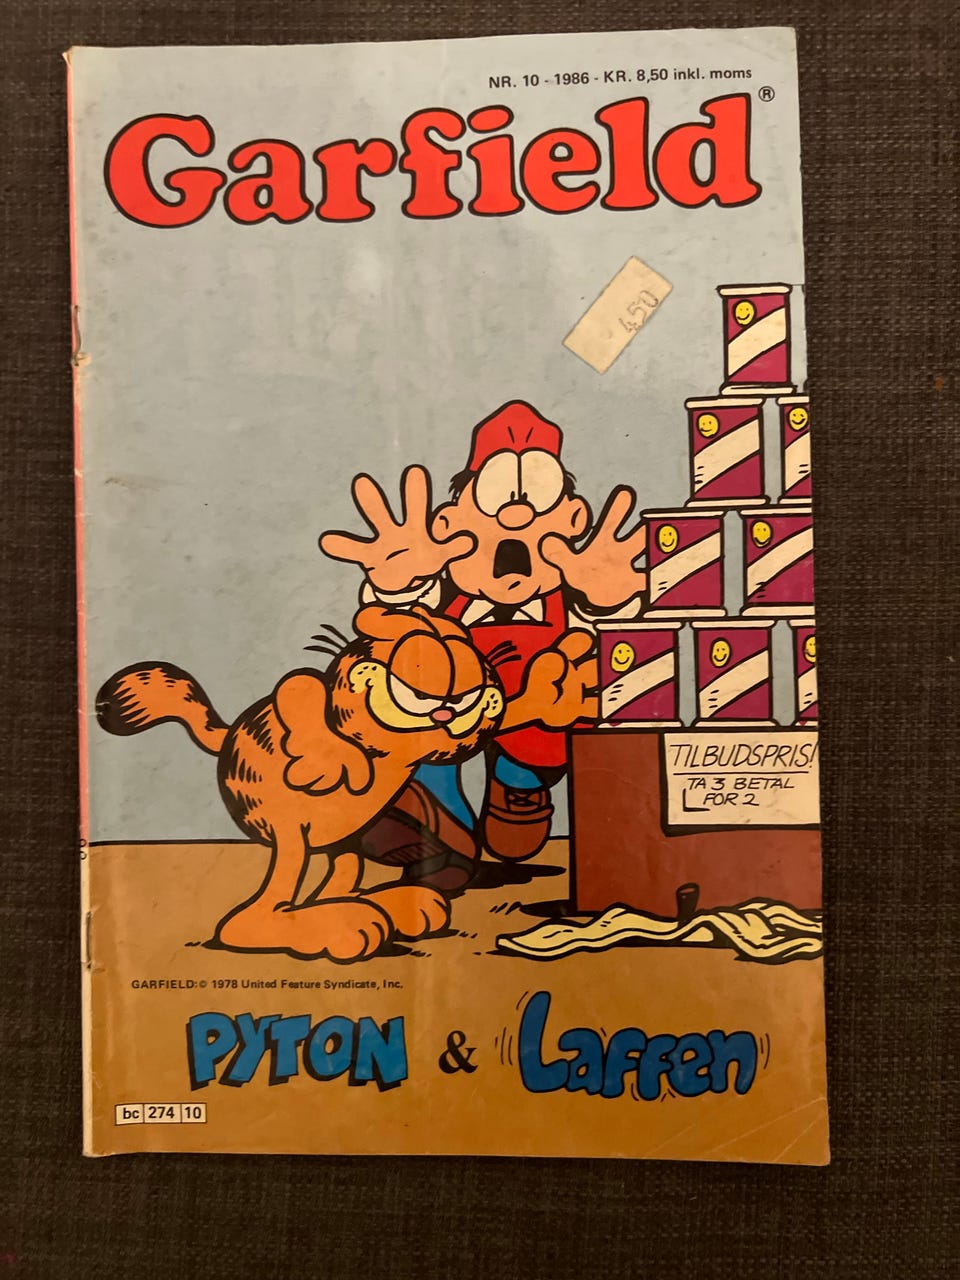 NR. 10 - 1986 - KR. 8,50 inkl. moms
Garfield®
450
TILBUDSPRIS!
TA 3 BETAL
FOR 2
GARFIELD: © 1978 United Feature Syndicate, Inc.
PYTON & Laffen
bc 274 10